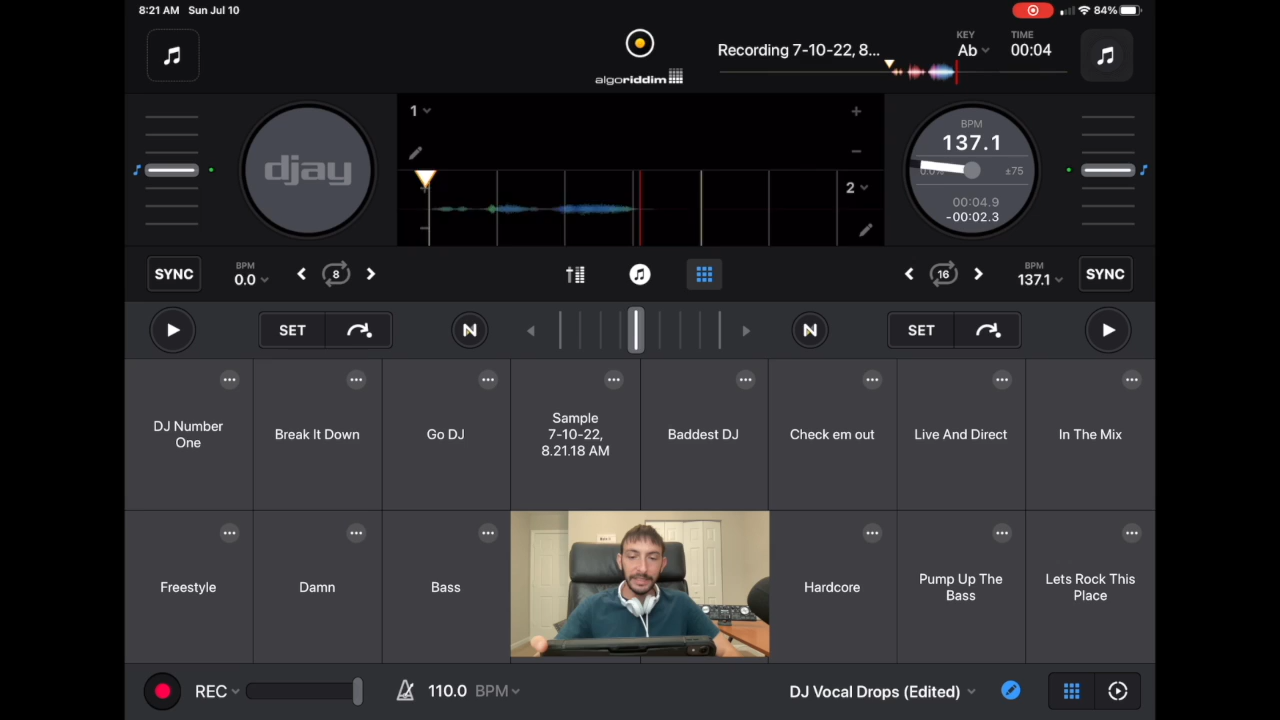 8:21 AM Sun Jul 10
84%
algoriddim
Recording 7-10-22, 8...
KEY
Ab
TIME
00:04
1
2
djay
BPM
137.1
0.0%
±75
00:04.9
-00:02.3
SYNC
BPM
0.0
8
16
BPM
137.1
SYNC
SET
N
N
SET
DJ Number
One
Break It Down
Go DJ
Sample
7-10-22,
8.21.18 AM
Baddest DJ
Check em out
Live And Direct
In The Mix
Freestyle
Damn
Bass
Hardcore
Pump Up The
Bass
Lets Rock This
Place
REC
110.0 BPM
DJ Vocal Drops (Edited)